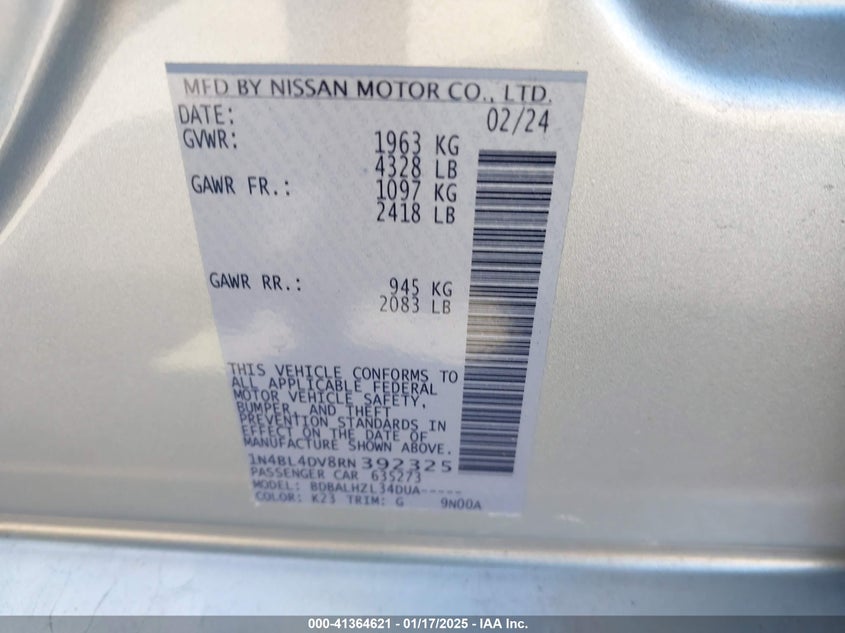 MFD BY NISSAN MOTOR CO., LTD.
DATE: 02/24
GVWR: 1963 KG
4328 LB
GAWR FR.: 1097 KG
2418 LB
GAWR RR.: 945 KG
2083 LB
THIS VEHICLE CONFORMS TO
ALL APPLICABLE FEDERAL
MOTOR VEHICLE SAFETY,
BUMPER, AND THEFT
PREVENTION STANDARDS IN
EFFECT ON THE DATE OF
MANUFACTURE SHOWN ABOVE.
1N4BL4DV8RN392325
PASSENGER CAR 635273
MODEL: BDBALHZL34DUA-----
COLOR: K23 TRIM: G 9N00A
000-41364621 - 01/17/2025 - IAA Inc.